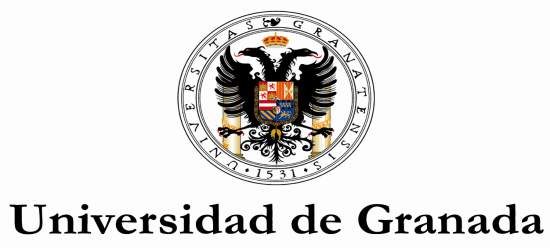 UNIVERSITAS GRANATENSIS
· 1531 ·
Universidad de Granada